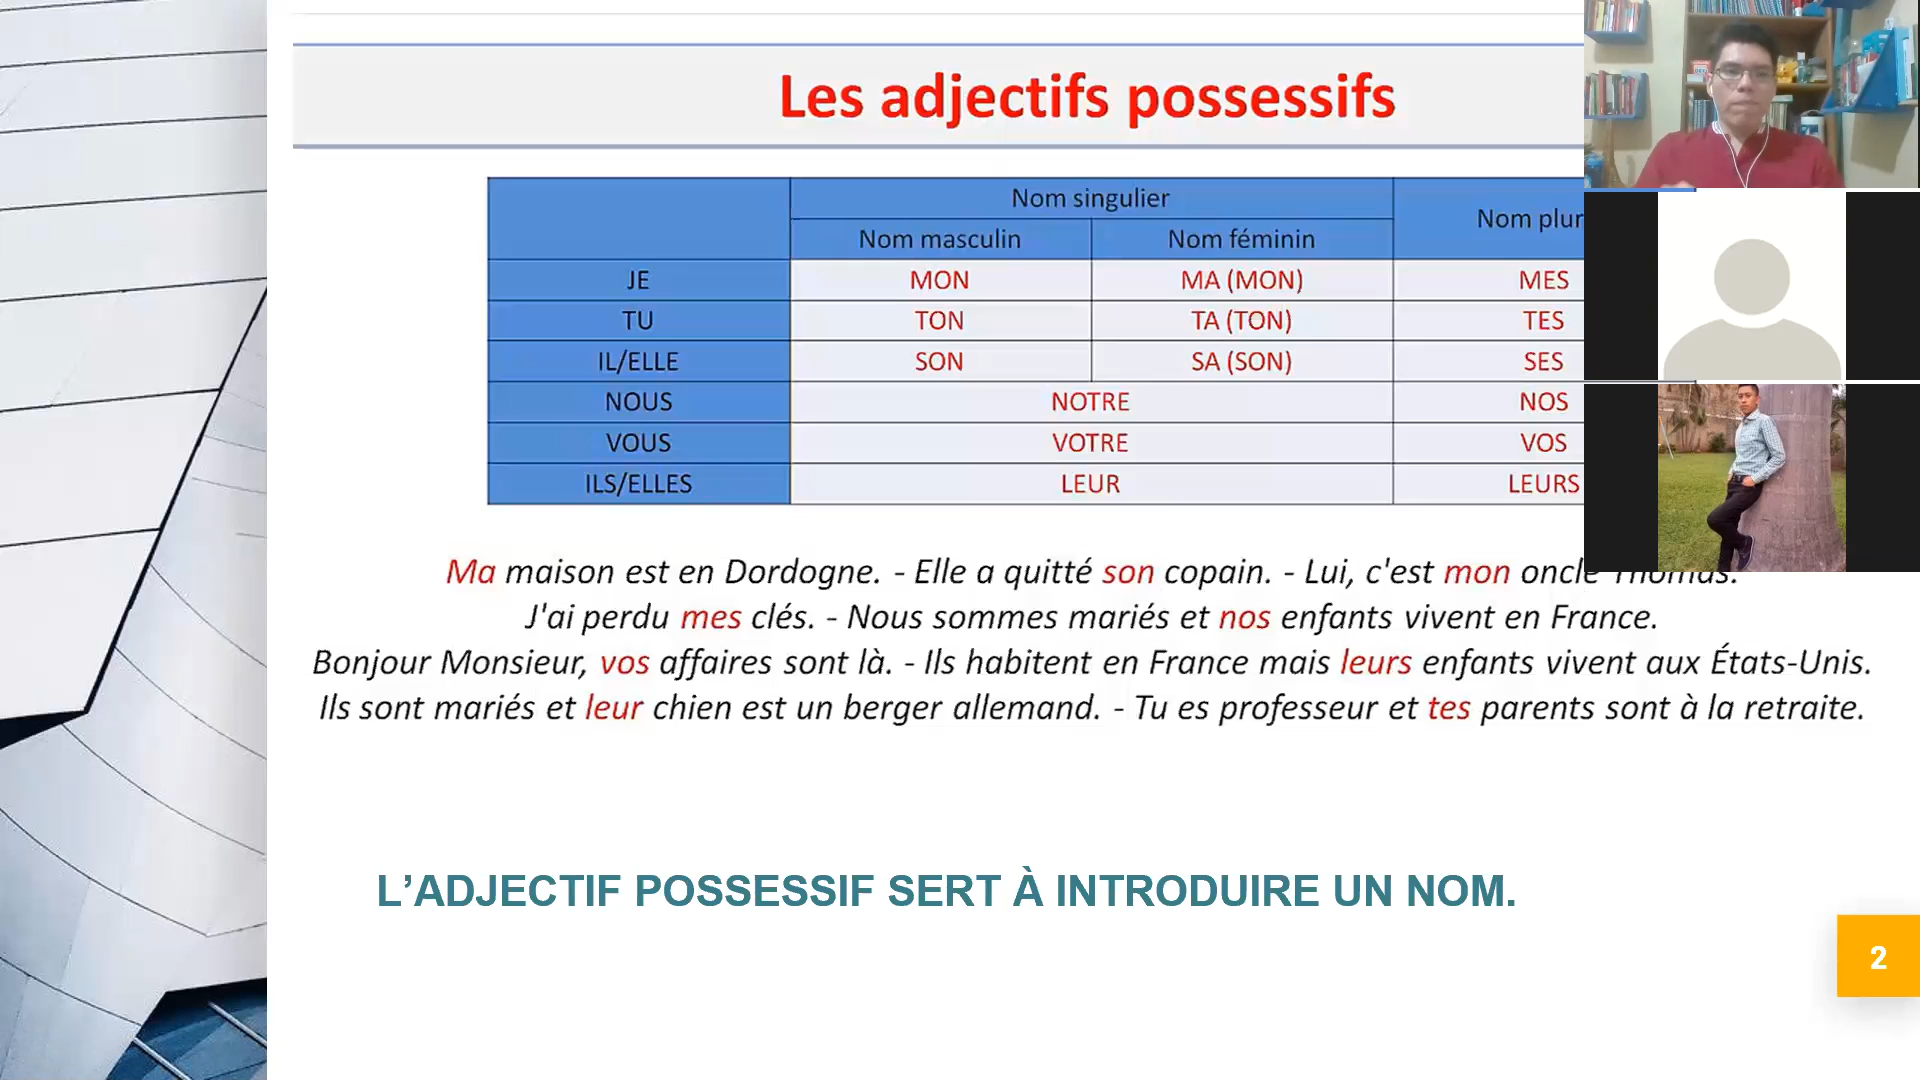 Les adjectifs possessifs
Nom singulier
Nom masculin Nom féminin
JE MON MA (MON) MES
TU TON TA (TON) TES
IL/ELLE SON SA (SON) SES
NOUS NOTRE NOS
VOUS VOTRE VOS
ILS/ELLES LEUR LEURS
Ma maison est en Dordogne. - Elle a quitté son copain. - Lui, c'est mon oncle Thomas.
J'ai perdu mes clés. - Nous sommes mariés et nos enfants vivent en France.
Bonjour Monsieur, vos affaires sont là. - Ils habitent en France mais leurs enfants vivent aux États-Unis.
Ils sont mariés et leur chien est un berger allemand. - Tu es professeur et tes parents sont à la retraite.
L’ADJECTIF POSSESSIF SERT À INTRODUIRE UN NOM.
2